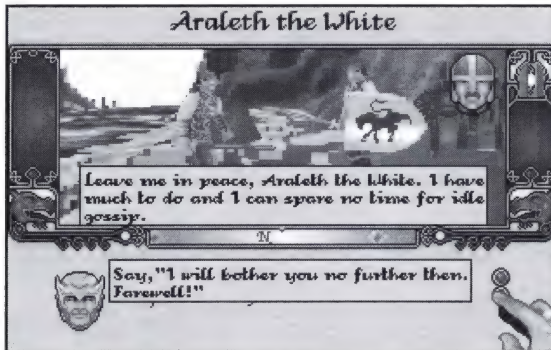 Araleth the White
Leave me in peace, Araleth the White. I have
much to do and I can spare no time for idle
gossip.
N
Say,"I will bother you no further then.
Farewell!"